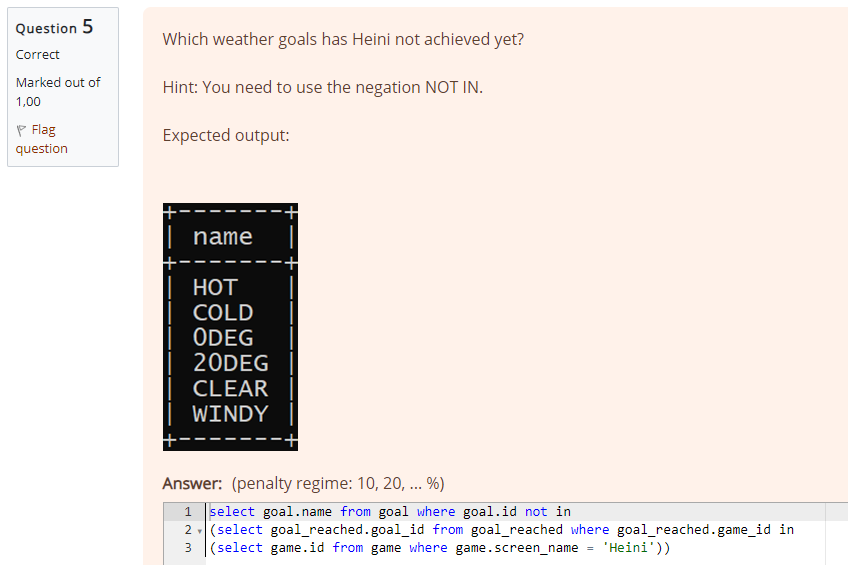 Question 5
Correct
Marked out of
1,00
Flag
question
Which weather goals has Heini not achieved yet?
Hint: You need to use the negation NOT IN.
Expected output:
+-------+
| name |
+-------+
| HOT |
| COLD |
| 0DEG |
| 20DEG |
| CLEAR |
| WINDY |
+-------+
Answer: (penalty regime: 10, 20, ... %)
1 select goal.name from goal where goal.id not in
2 (select goal_reached.goal_id from goal_reached where goal_reached.game_id in
3 (select game.id from game where game.screen_name = 'Heini'))